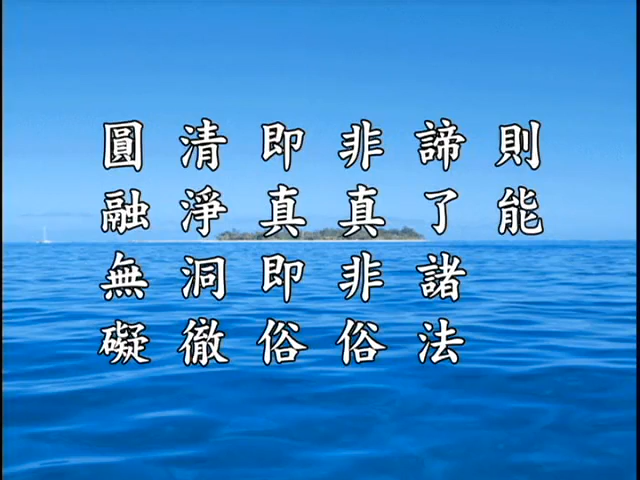 則能
諦了諸法
非真非俗
即真即俗
清淨洞徹
圓融無礙